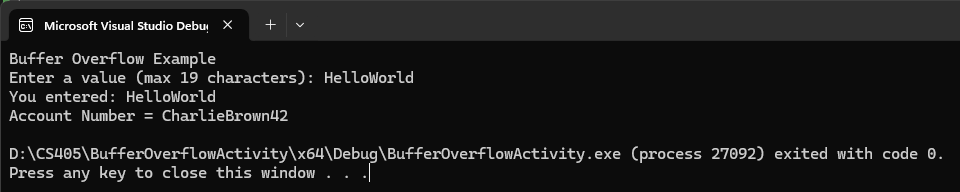 Microsoft Visual Studio Debug
Buffer Overflow Example
Enter a value (max 19 characters): HelloWorld
You entered: HelloWorld
Account Number = CharlieBrown42
D:\CS405\BufferOverflowActivity\x64\Debug\BufferOverflowActivity.exe (process 27092) exited with code 0.
Press any key to close this window . . .